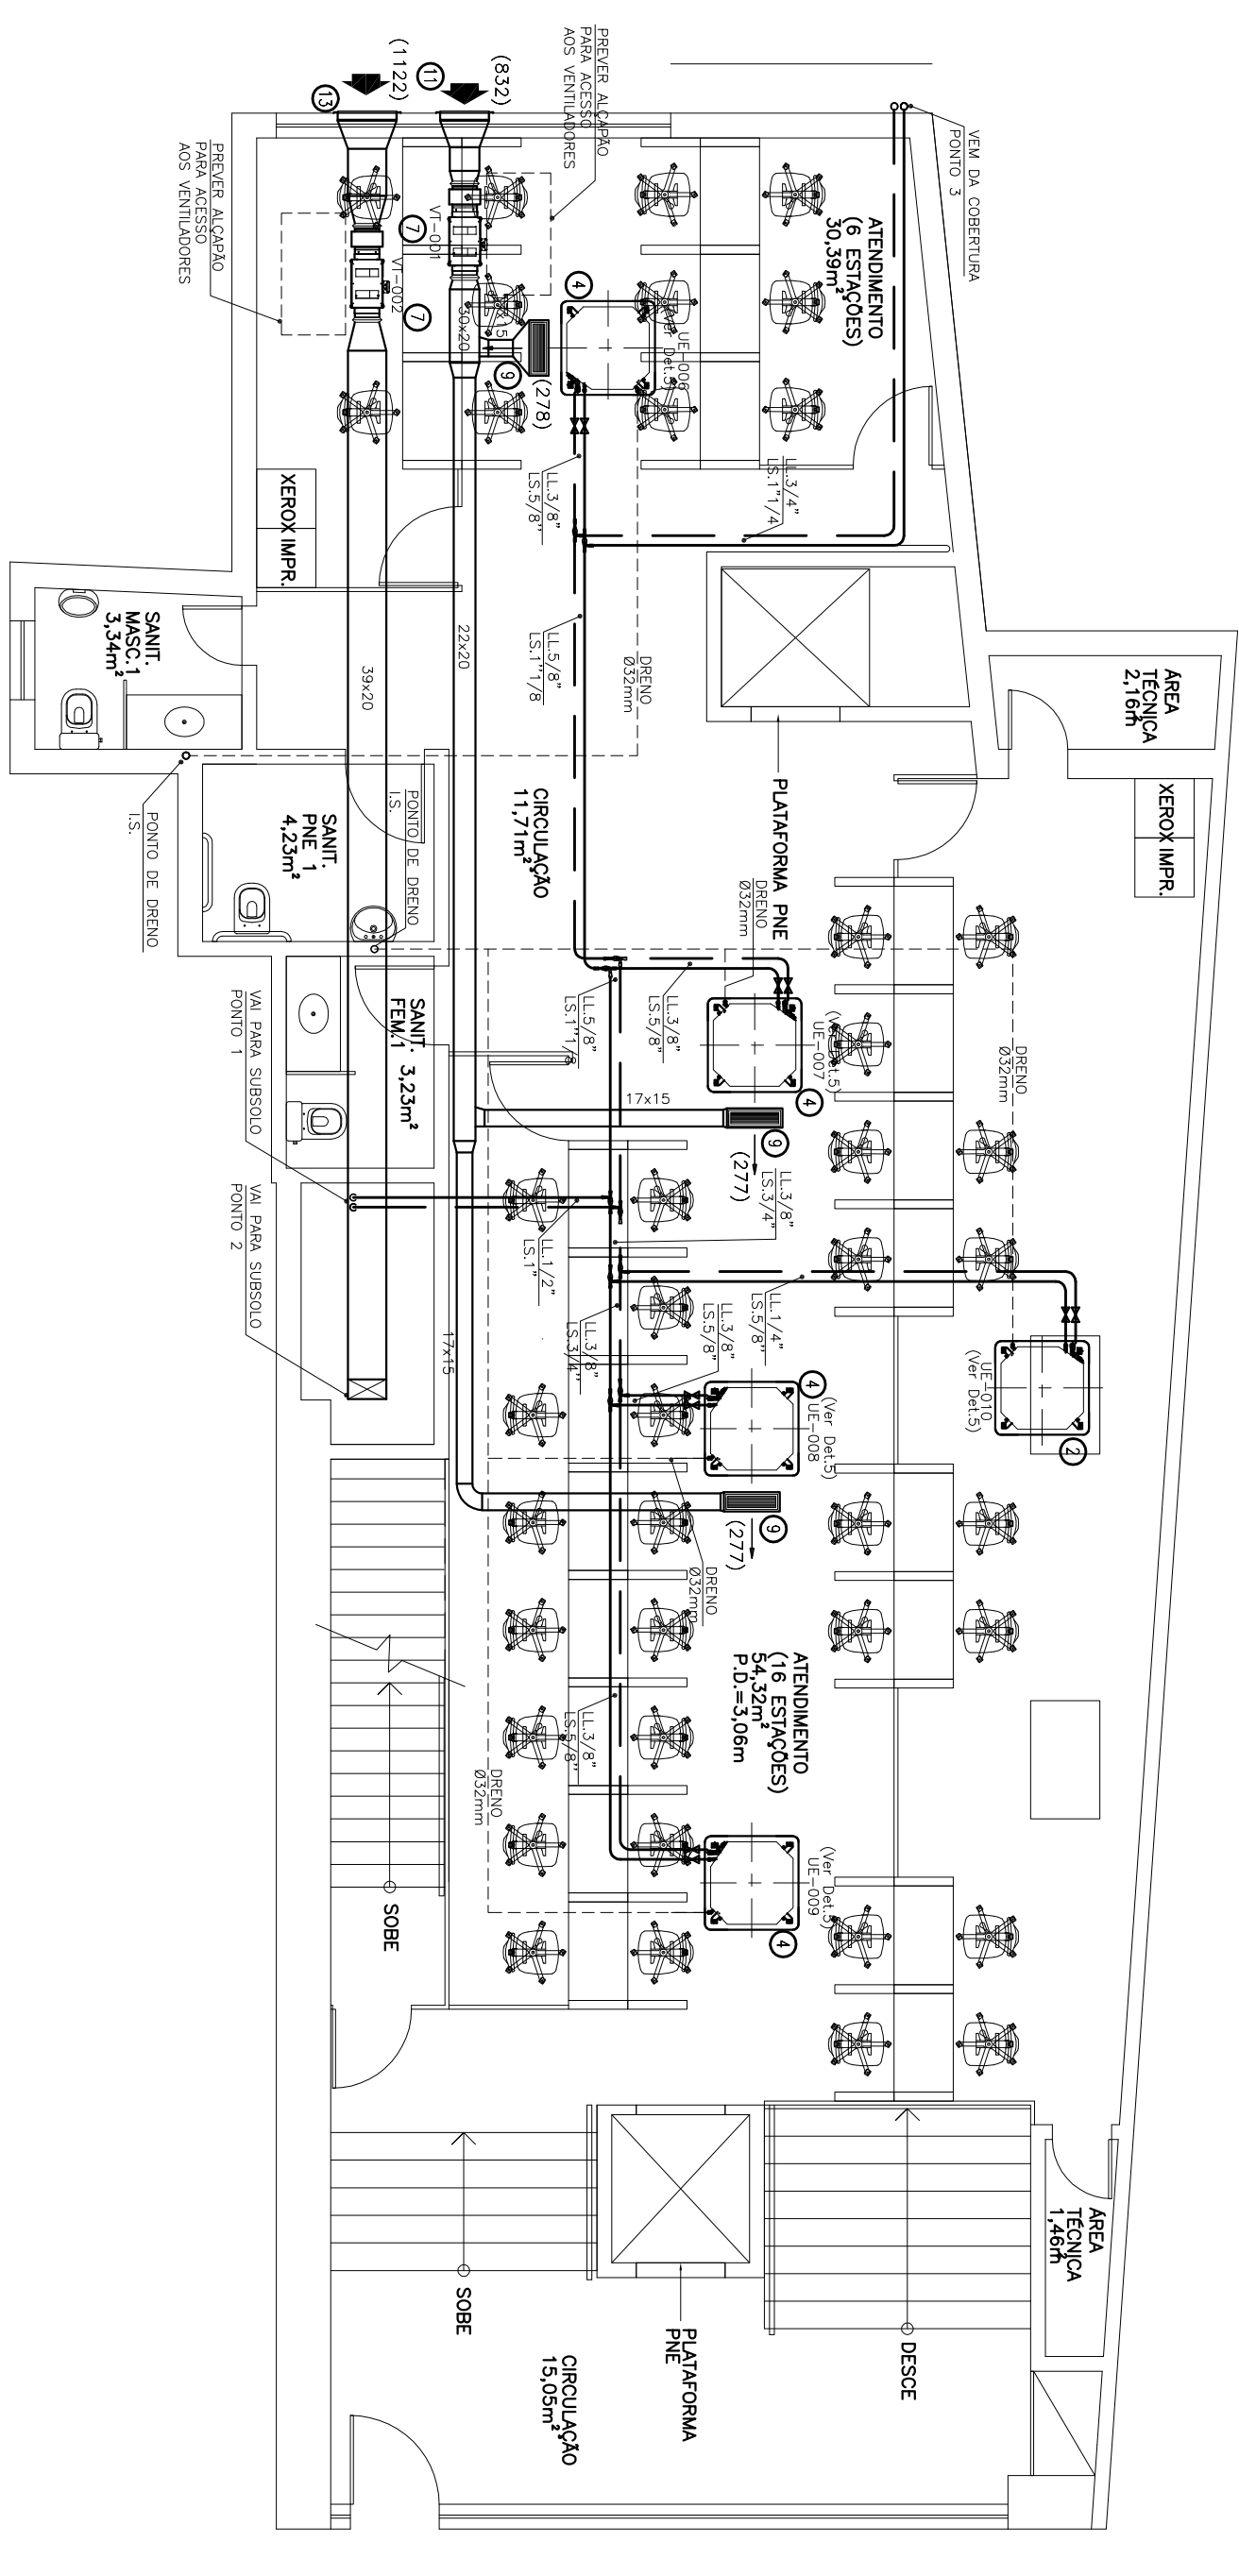 VEM DA COBERTURA
PONTO 3
PREVER ALÇAPÃO
PARA ACESSO
AOS VENTILADORES
(832)
11
(1122)
13
PREVER ALÇAPÃO
PARA ACESSO
AOS VENTILADORES
ATENDIMENTO
(6 ESTAÇÕES)
30,39m²
VT-001
7
VT-002
7
4
UE-006
(Ver Det.5)
30x20
9
(278)
LL.3/8"
LS.5/8"
LL.3/4"
LS.1"1/4
XEROX
IMPR.
SANIT.
MASC.1
3,34m²
39x20
22x20
LL.5/8"
LS.1"1/8
DRENO
Ø32mm
ÁREA
TÉCNICA
2,16m²
XEROX
IMPR.
PLATAFORMA PNE
CIRCULAÇÃO
11,71m²
SANIT.
PNE 1
4,23m²
PONTO DE DRENO
I.S.
PONTO DE DRENO
I.S.
DRENO
Ø32mm
SANIT.
FEM.1
3,23m²
VAI PARA SUBSOLO
PONTO 1
VAI PARA SUBSOLO
PONTO 2
LL.5/8"
LS.1"1/8
LL.3/8"
LS.5/8"
(Ver Det.5)
UE-007
4
DRENO
Ø32mm
17x15
9
(277)
LL.3/8"
LS.3/4"
LL.1/2"
LS.1"
LL.1/4"
LS.5/8"
LL.3/8"
LS.5/8"
LL.3/8"
LS.3/4"
17x15
UE-010
(Ver Det.5)
2
4
(Ver Det.5)
UE-008
9
(277)
DRENO
Ø32mm
ATENDIMENTO
(16 ESTAÇÕES)
54,32m²
P.D.=3,06m
LL.3/8"
LS.5/8"
DRENO
Ø32mm
(Ver Det.5)
UE-009
4
SOBE
ÁREA
TÉCNICA
1,46m²
SOBE
PLATAFORMA
PNE
DESCE
CIRCULAÇÃO
15,05m²